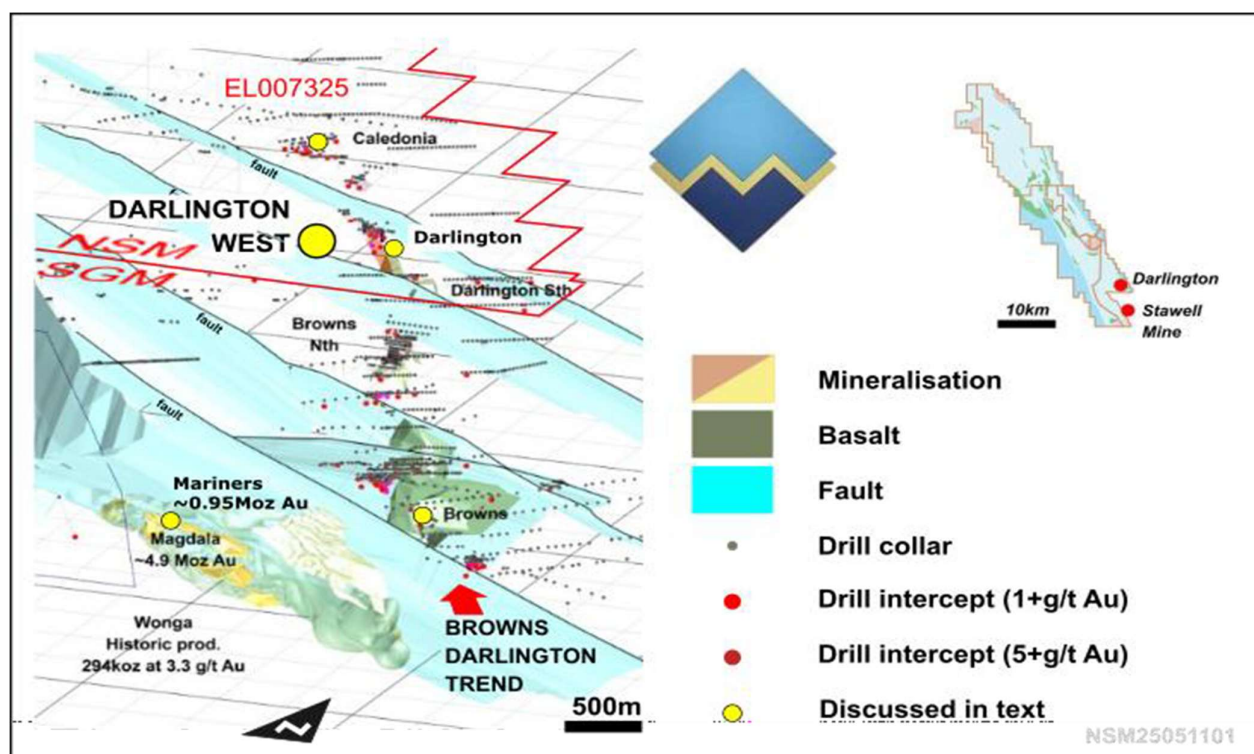 EL007325
Caledonia
fault
DARLINGTON
WEST
Darlington
NSM
SGM
Darlington Sth
fault
Browns
Nth
fault
Mariners
~0.95Moz Au
Magdala
~4.9 Moz Au
Browns
Wonga
Historic prod.
294koz at 3.3 g/t Au
BROWNS
DARLINGTON
TREND
500m
N
Darlington
10km
Stawell
Mine
Mineralisation
Basalt
Fault
Drill collar
Drill intercept (1+g/t Au)
Drill intercept (5+g/t Au)
Discussed in text
NSM25051101